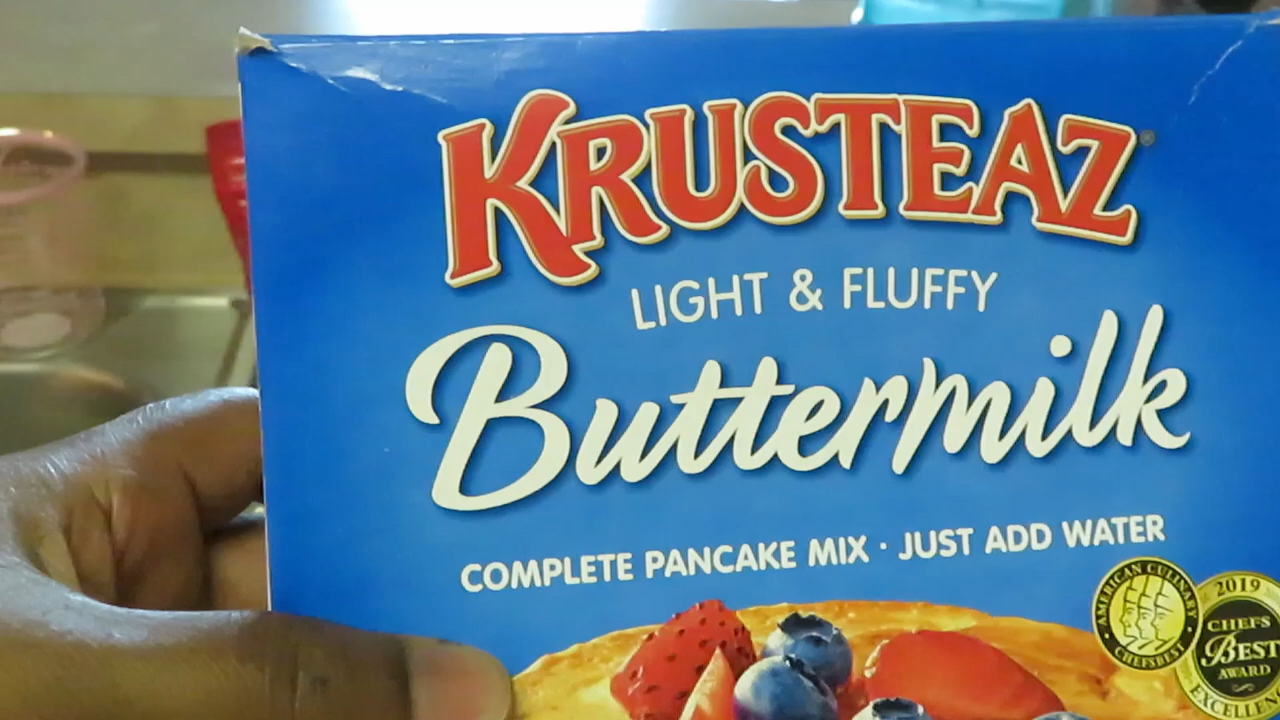 KRUSTEAZ®
LIGHT & FLUFFY
Buttermilk
COMPLETE PANCAKE MIX · JUST ADD WATER
AMERICAN CULINARY
CHEFSBEST
2019
CHEFS
BEST
AWARD